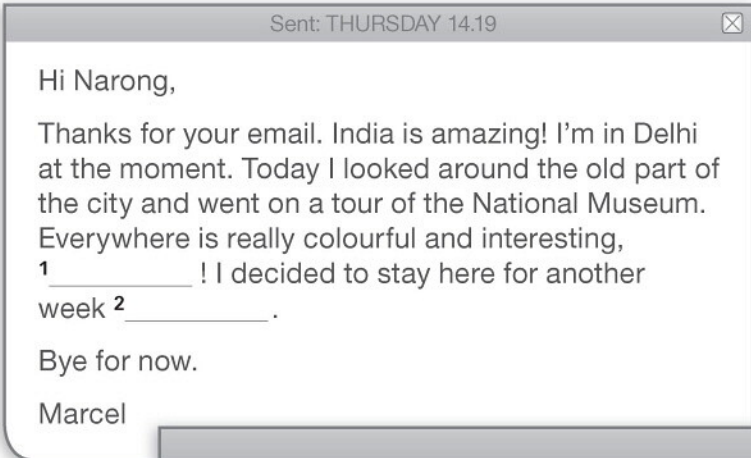 Sent: THURSDAY 14.19
Hi Narong,
Thanks for your email. India is amazing! I'm in Delhi
at the moment. Today I looked around the old part of
the city and went on a tour of the National Museum.
Everywhere is really colourful and interesting,
1__________ ! I decided to stay here for another
week 2__________ .
Bye for now.
Marcel